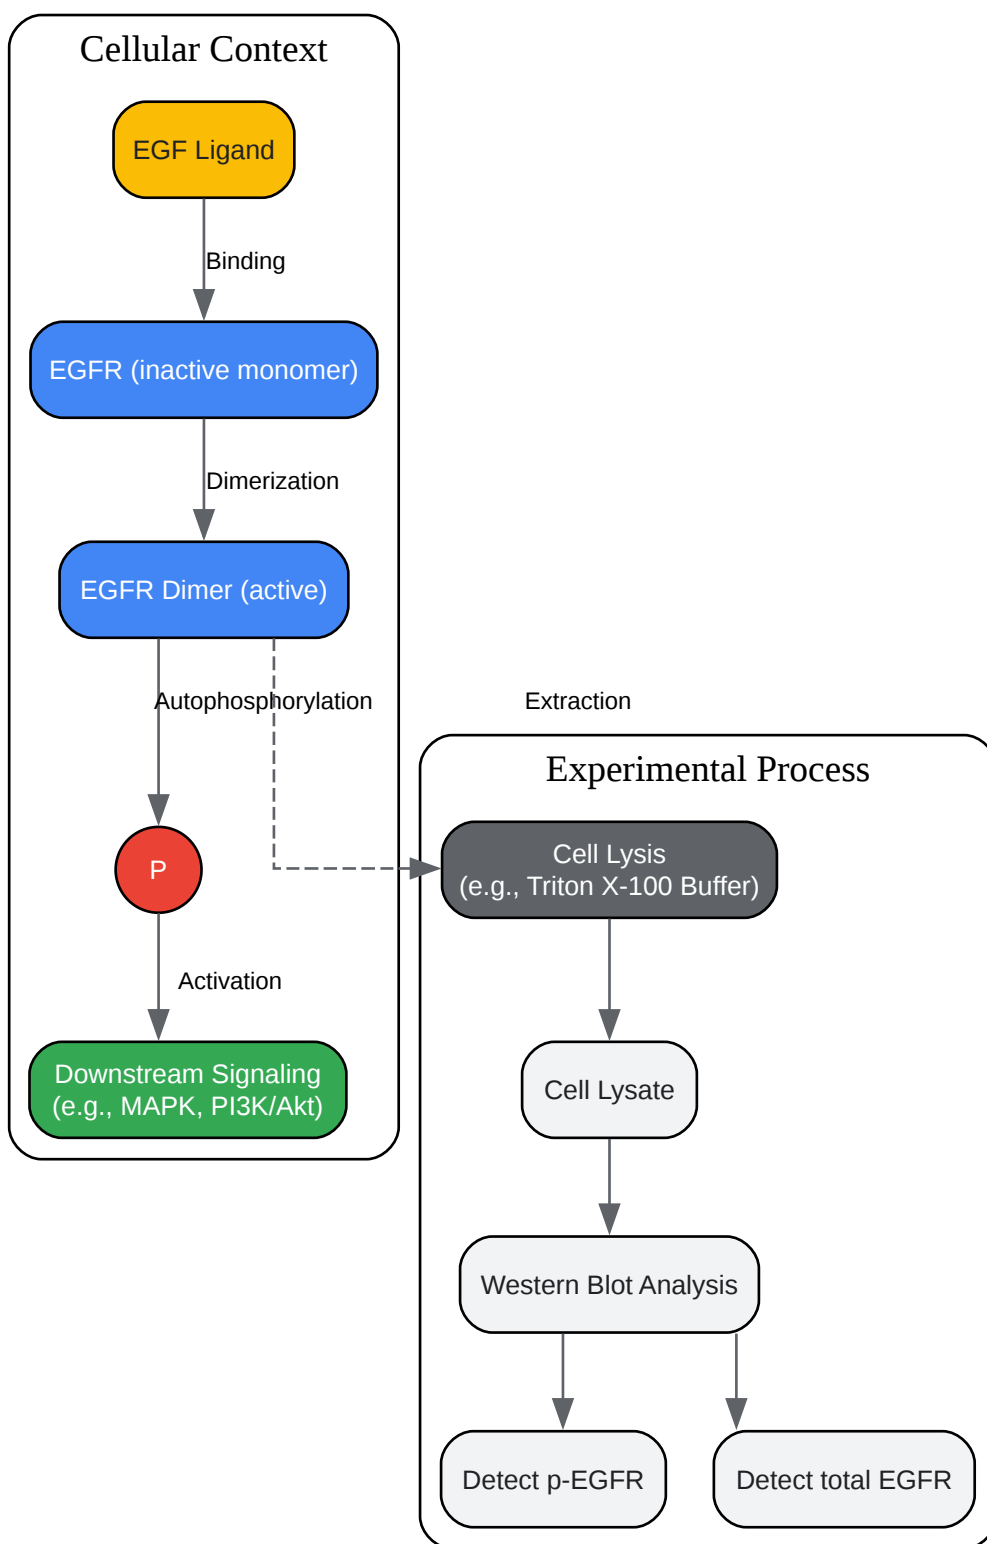 Cellular Context
EGF Ligand
Binding
EGFR (inactive monomer)
Dimerization
EGFR Dimer (active)
Autophosphorylation
P
Activation
Downstream Signaling
(e.g., MAPK, PI3K/Akt)
Extraction
Experimental Process
Cell Lysis
(e.g., Triton X-100 Buffer)
Cell Lysate
Western Blot Analysis
Detect p-EGFR
Detect total EGFR